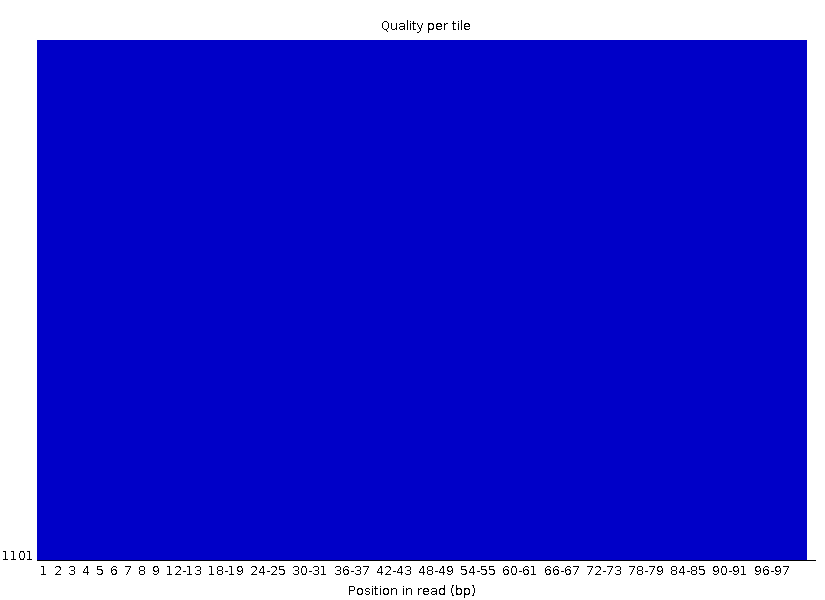 Quality per tile
1101
1 2 3 4 5 6 7 8 9 12-13 18-19 24-25 30-31 36-37 42-43 48-49 54-55 60-61 66-67 72-73 78-79 84-85 90-91 96-97
Position in read (bp)